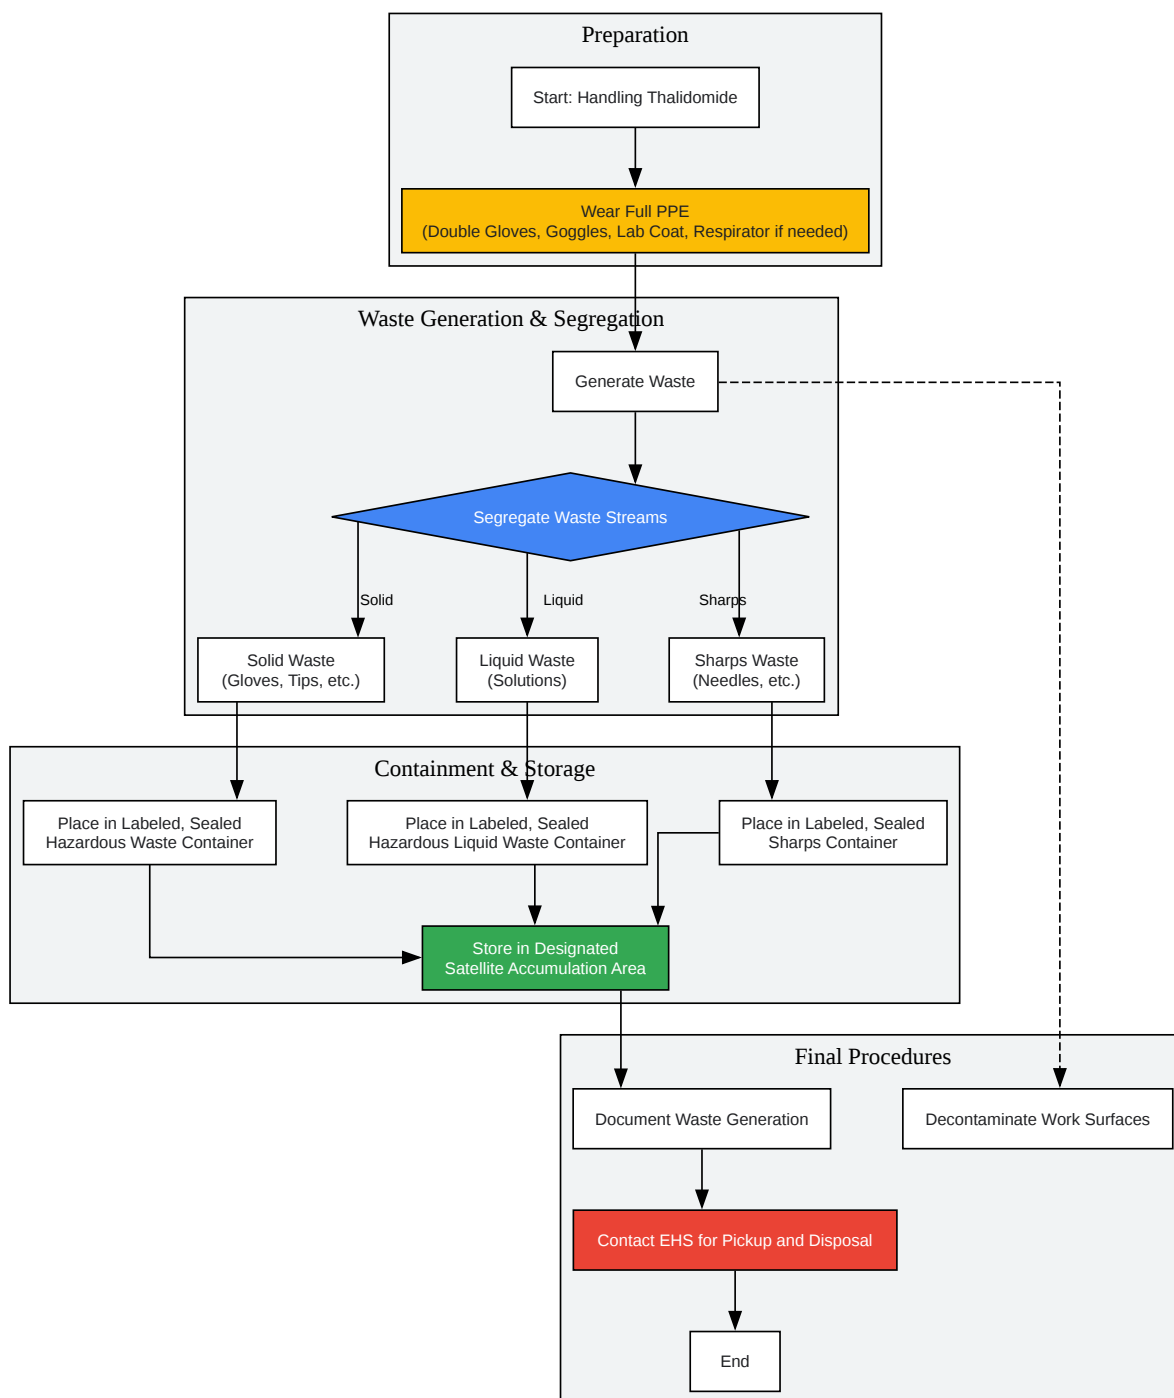 Preparation
Start: Handling Thalidomide
Wear Full PPE
(Double Gloves, Goggles, Lab Coat, Respirator if needed)
Waste Generation & Segregation
Generate Waste
Segregate Waste Streams
Solid
Liquid
Sharps
Solid Waste
(Gloves, Tips, etc.)
Liquid Waste
(Solutions)
Sharps Waste
(Needles, etc.)
Containment & Storage
Place in Labeled, Sealed
Hazardous Waste Container
Place in Labeled, Sealed
Hazardous Liquid Waste Container
Place in Labeled, Sealed
Sharps Container
Store in Designated
Satellite Accumulation Area
Final Procedures
Document Waste Generation
Decontaminate Work Surfaces
Contact EHS for Pickup and Disposal
End